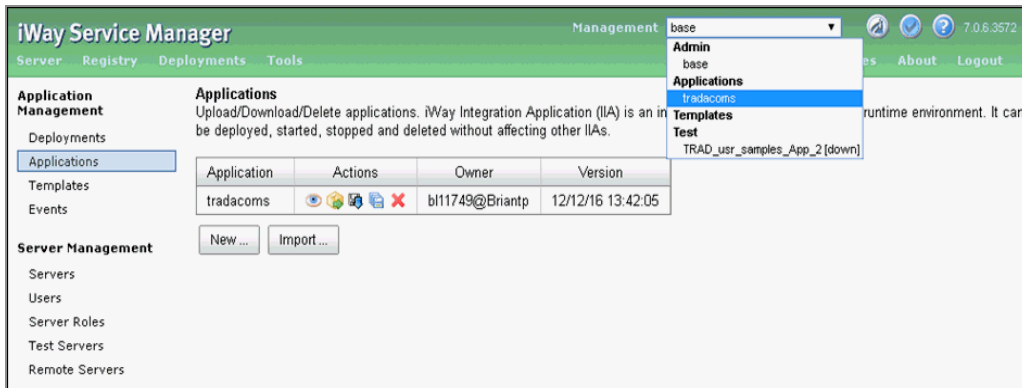 iWay Service Manager
Management base
7.0.6.3572
Server Registry Deployments Tools
es About Logout
Admin
base
Applications
tradacoms
Templates
Test
TRAD_usr_samples_App_2 [down]
Application
Management
Deployments
Applications
Templates
Events
Server Management
Servers
Users
Server Roles
Test Servers
Remote Servers
Applications
Upload/Download/Delete applications. iWay Integration Application (IIA) is an in runtime environment. It can
be deployed, started, stopped and deleted without affecting other IIAs.
Application Actions Owner Version
tradacoms bl11749@Briantp 12/12/16 13:42:05
New ... Import ...